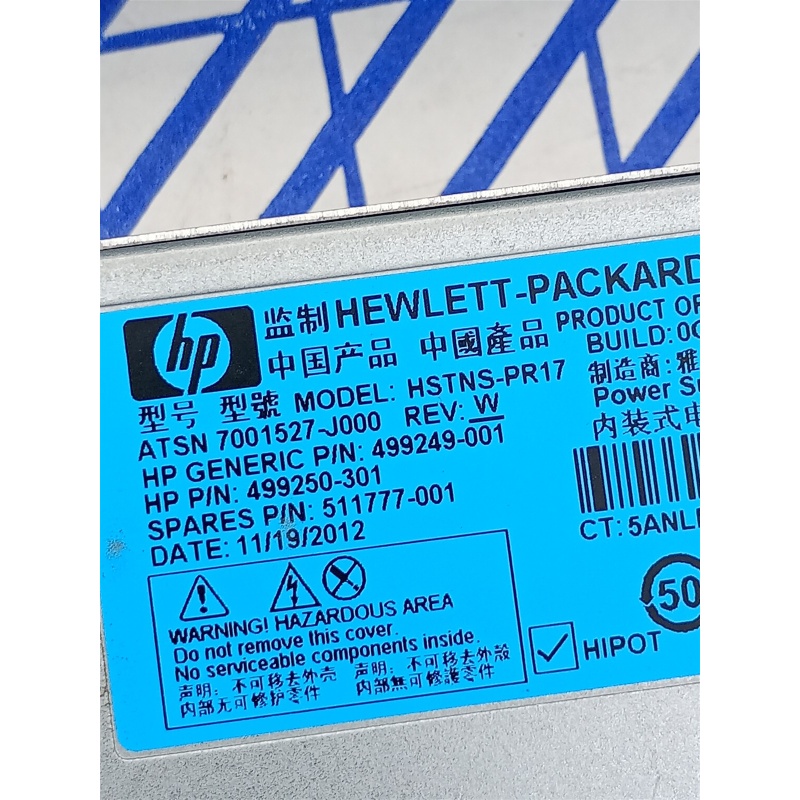 hp
监制 HEWLETT-PACKARD
中国产品 中國產品 PRODUCT OF
型号 型號 MODEL: HSTNS-PR17
BUILD:
ATSN 7001527-J000 REV: W
制造商: 雅
HP GENERIC P/N: 499249-001
Power
HP P/N: 499250-301
内装式电
SPARES P/N: 511777-001
DATE: 11/19/2012
CT: 5ANL
50
WARNING! HAZARDOUS AREA
Do not remove this cover.
No serviceable components inside.
声明: 不可移去外壳 声明: 不可移去外殼
内部无可修护零件 内部無可修護零件
HIPOT